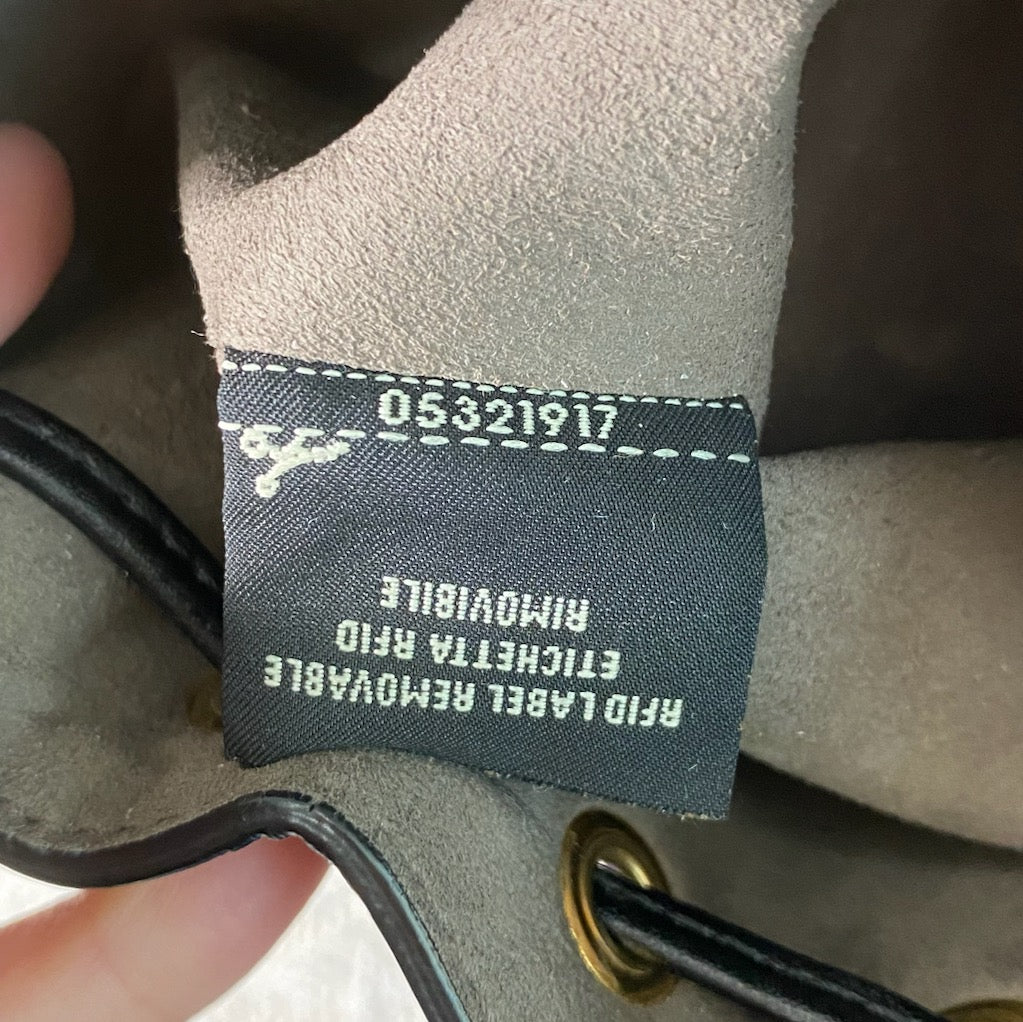 05321917
RFID LABEL REMOVABLE
ETICHETTA RFID
RIMOVIBILE